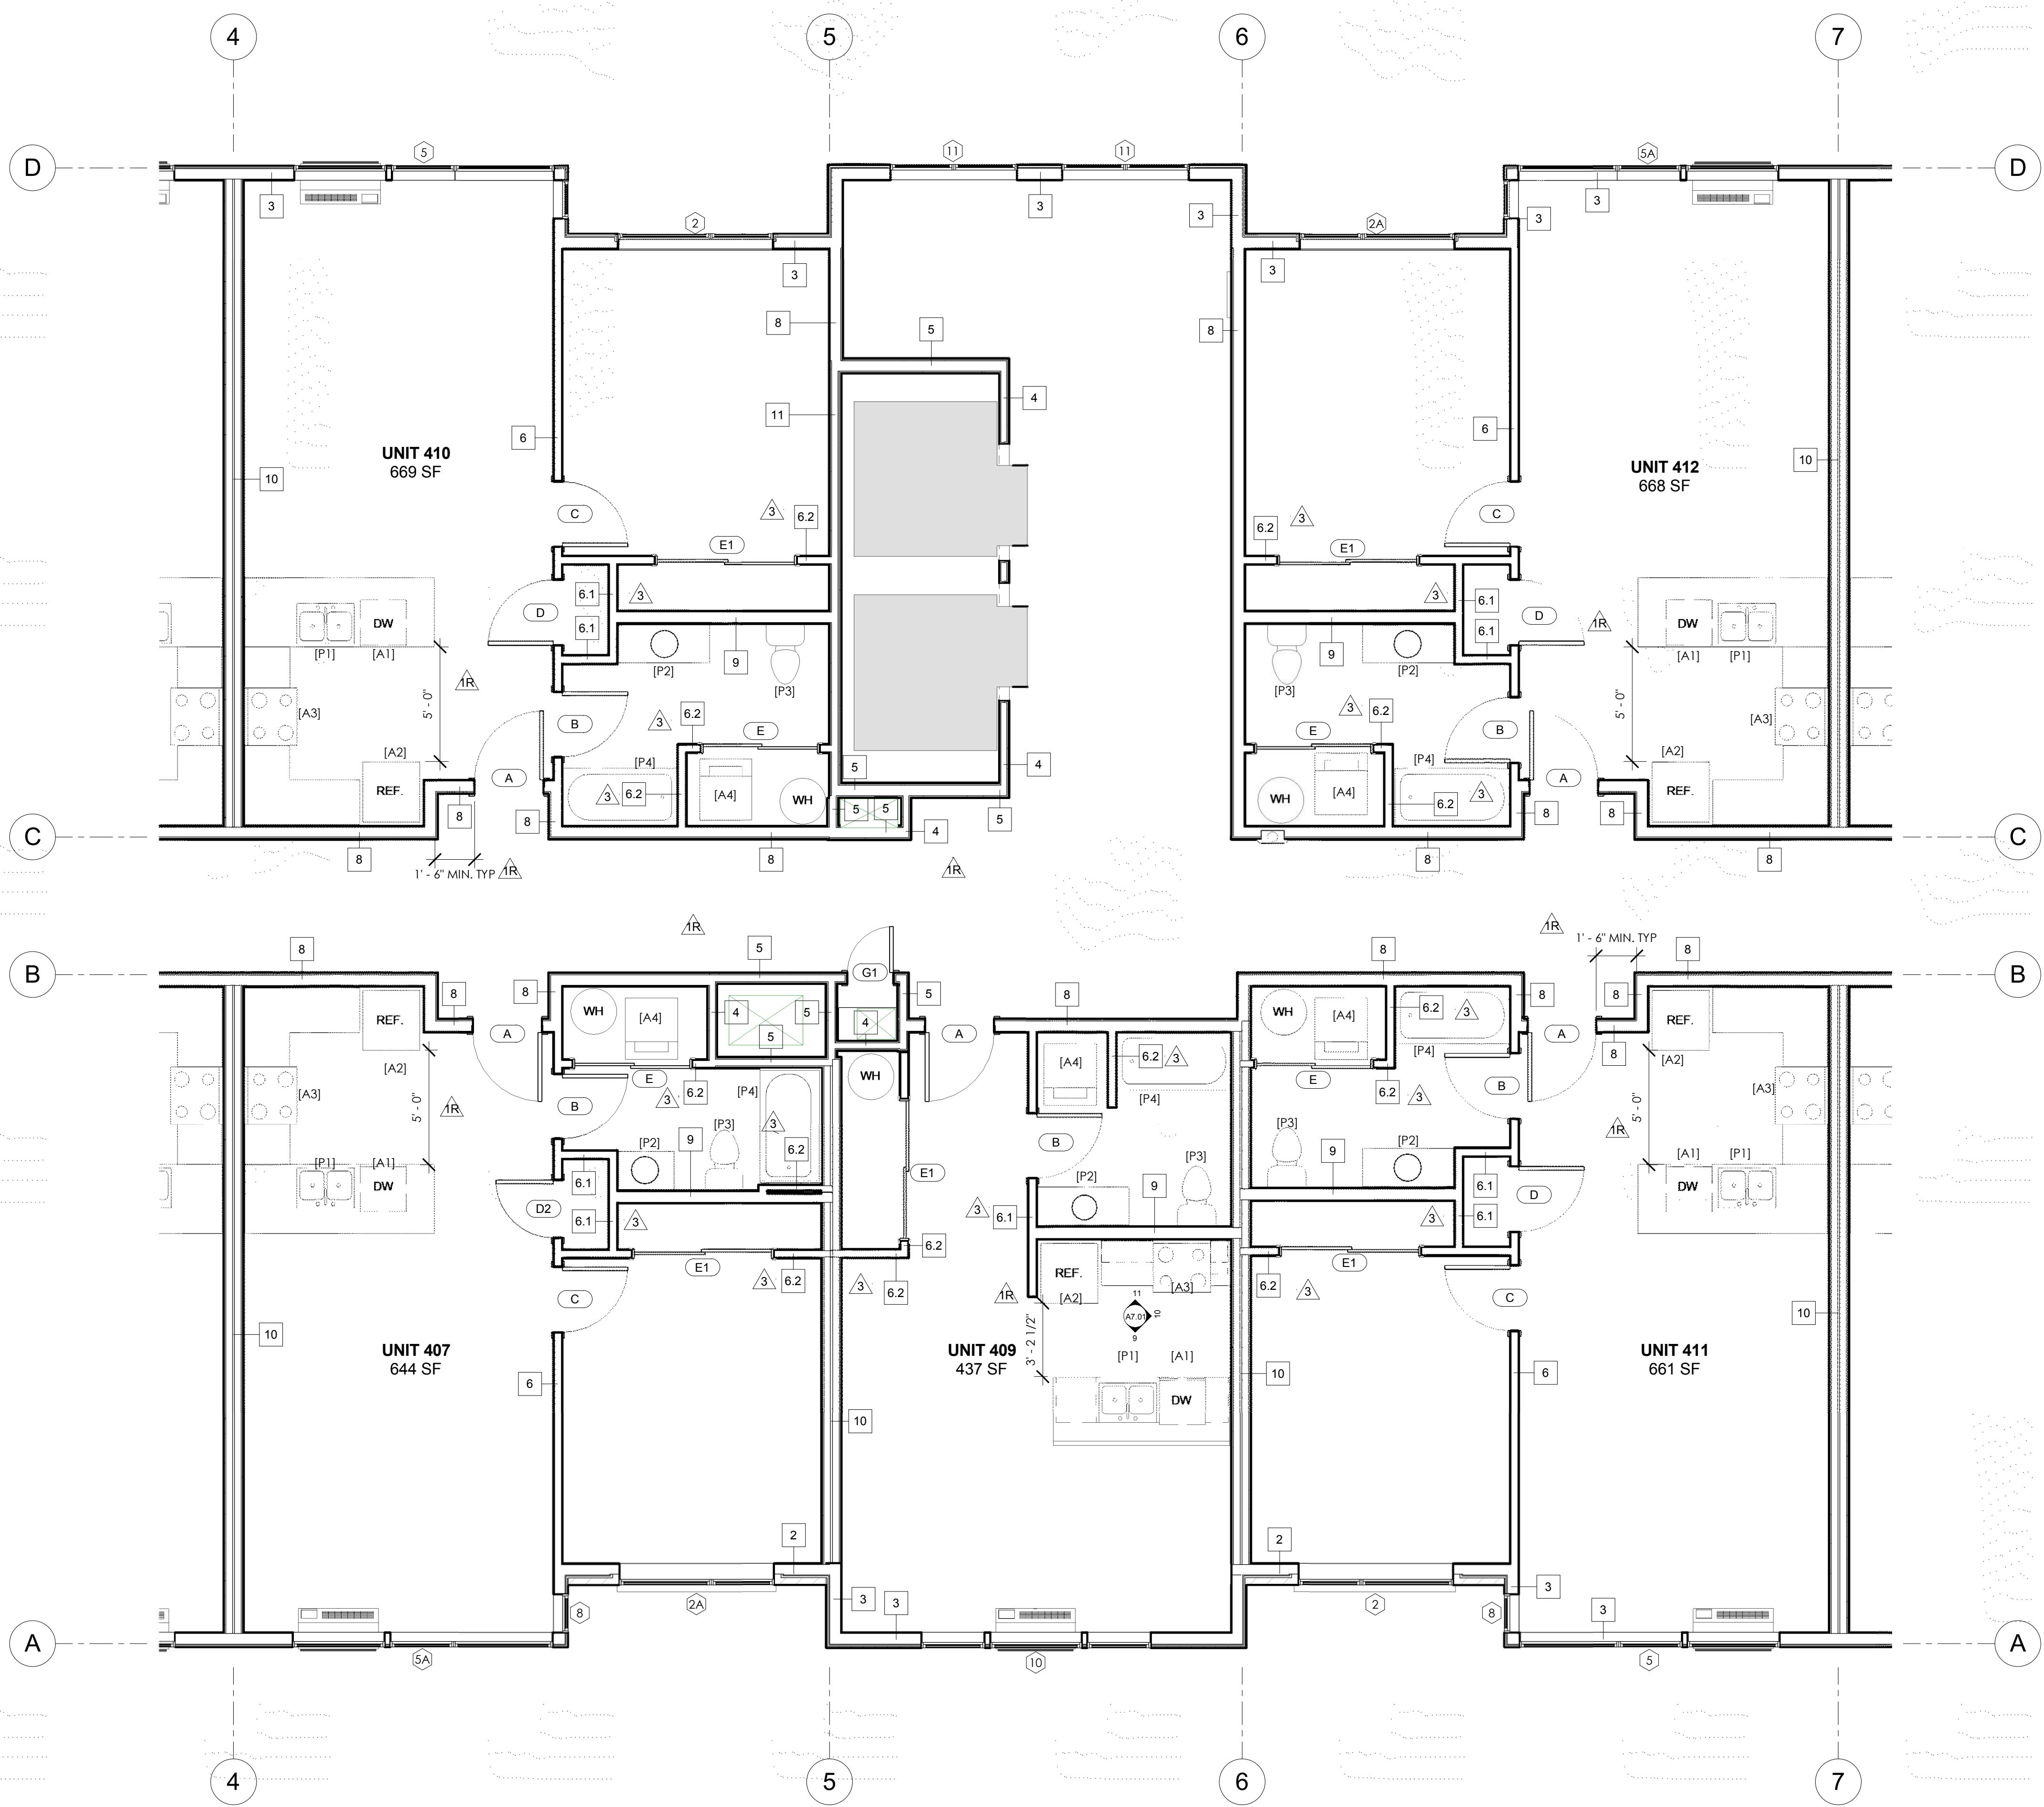 4 5 6 7
5 11 11 5A
D D
3 3 3 3
2 3 2A 3
3 3
8 5 8
4
11
6 6
UNIT 410
669 SF
UNIT 412
668 SF
10 10
C 3 6.2 6.2 3 C
E1 E1
6.1 3 3 6.1
D D
DW 6.1 6.1 1R DW
[P1] [A1] 9 9 [A1] [P1]
[P2] [P3] [P3] [P2]
1R
5' - 0" 5' - 0"
[A3] B 3 6.2 3 6.2 B [A3]
E E
[A2] [P4] 5 4 [P4] [A2]
A A
REF. 3 6.2 [A4] WH WH [A4] 6.2 3 REF.
8 8 5 5 5 8 8
4
C C
8 8 8 8
1' - 6" MIN. TYP 1R 1R
1R 1R
1' - 6" MIN. TYP
8 5 8 8
B G1 B
8 8 5 8 8 8
WH [A4] 4 5 WH [A4] 6.2 3
REF. A 4 A A REF.
5 8
[A2] E 6.2 [A4] 6.2 3 E [P4] 8 [A2]
WH
[A3] 3 6.2 [P4] 6.2 3 B [A3]
5' - 0" 1R B [P4] 5' - 0"
3 1R
[P2] 9 [P3] 6.2 B [P3] 9 [P2]
[P1] [A1] [P3] [A1] [P1]
DW 6.1 E1 [P2] 9 6.1 DW
D2 D
6.1 3 3 6.1 3 6.1
6.2
E1 3 6.2 3 6.2 REF. [A3] 6.2 E1 3
C 1R [A2] C
11
10 A7.01 10 10
9
UNIT 407
644 SF
UNIT 409
437 SF
3' - 2 1/2"
[P1] [A1]
UNIT 411
661 SF
6 10 6
DW
10
2 2
3 3
8 2A 3 2 8 3
A A
5A 10 5
4 5 6 7